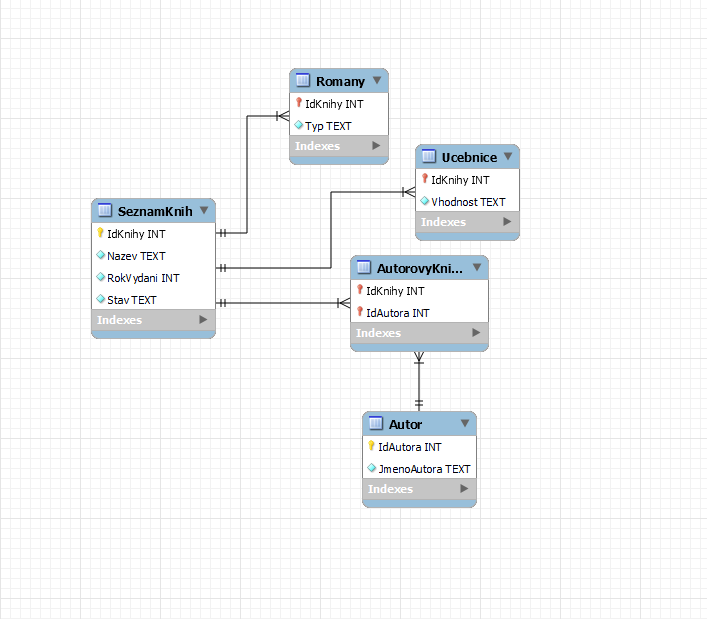 Romany
IdKnihy INT
Typ TEXT
Indexes
Ucebnice
IdKnihy INT
Vhodnost TEXT
Indexes
SeznamKnih
IdKnihy INT
Nazev TEXT
RokVydani INT
Stav TEXT
Indexes
AutorovyKni...
IdKnihy INT
IdAutora INT
Indexes
Autor
IdAutora INT
JmenoAutora TEXT
Indexes